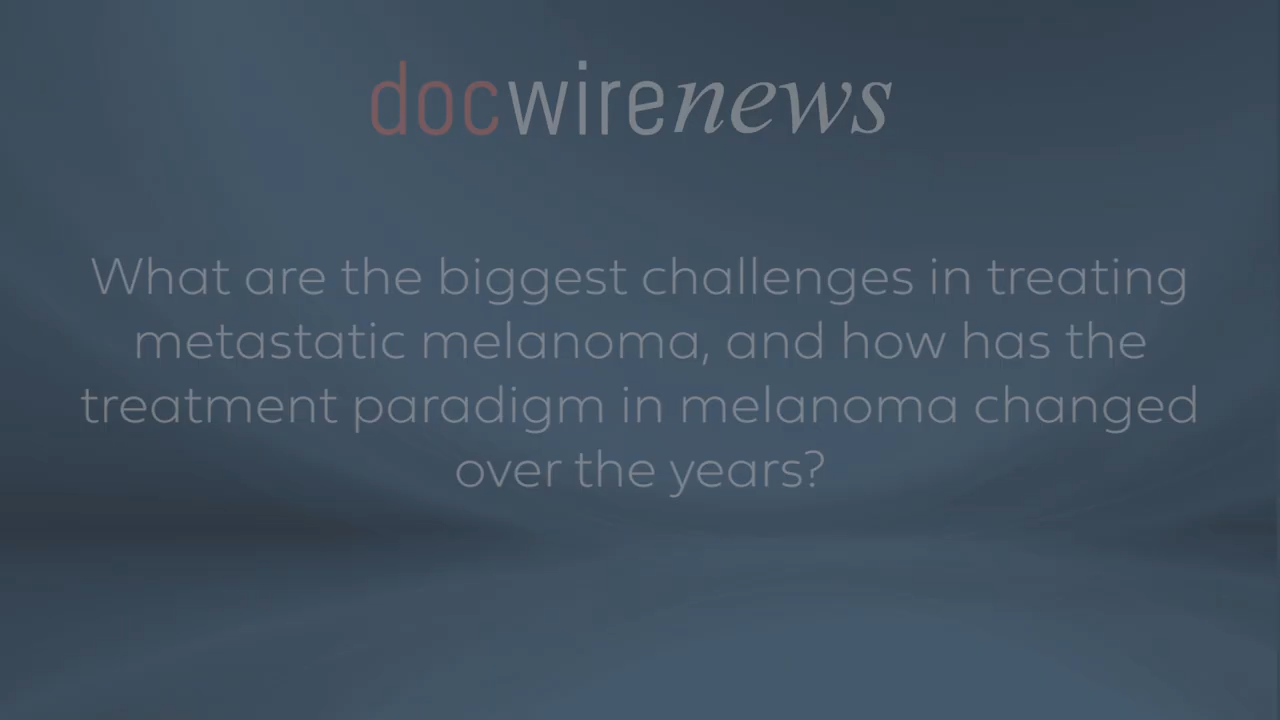 docwirenews
What are the biggest challenges in treating
metastatic melanoma, and how has the
treatment paradigm in melanoma changed
over the years?